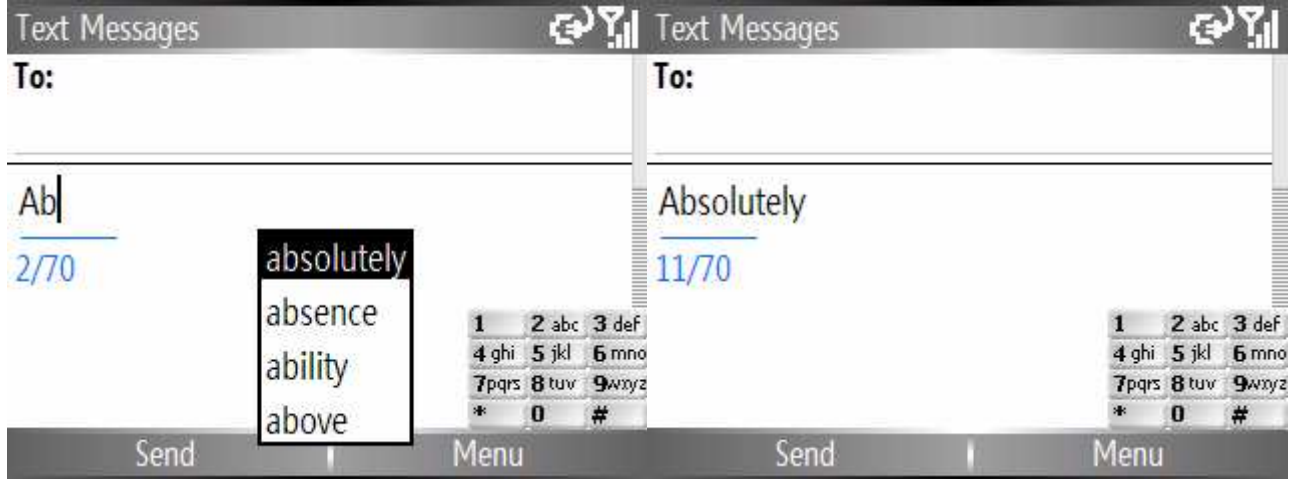 Text Messages
To:
Ab
2/70
absolutely
absence
ability
above
1 2 abc 3 def
4 ghi 5 jkl 6 mno
7pqrs 8 tuv 9wxyz
* 0 #
Send Menu
Text Messages
To:
Absolutely
11/70
1 2 abc 3 def
4 ghi 5 jkl 6 mno
7pqrs 8 tuv 9wxyz
* 0 #
Send Menu